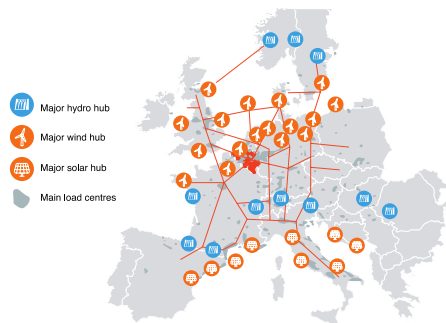 Major hydro hub
Major wind hub
Major solar hub
Main load centres